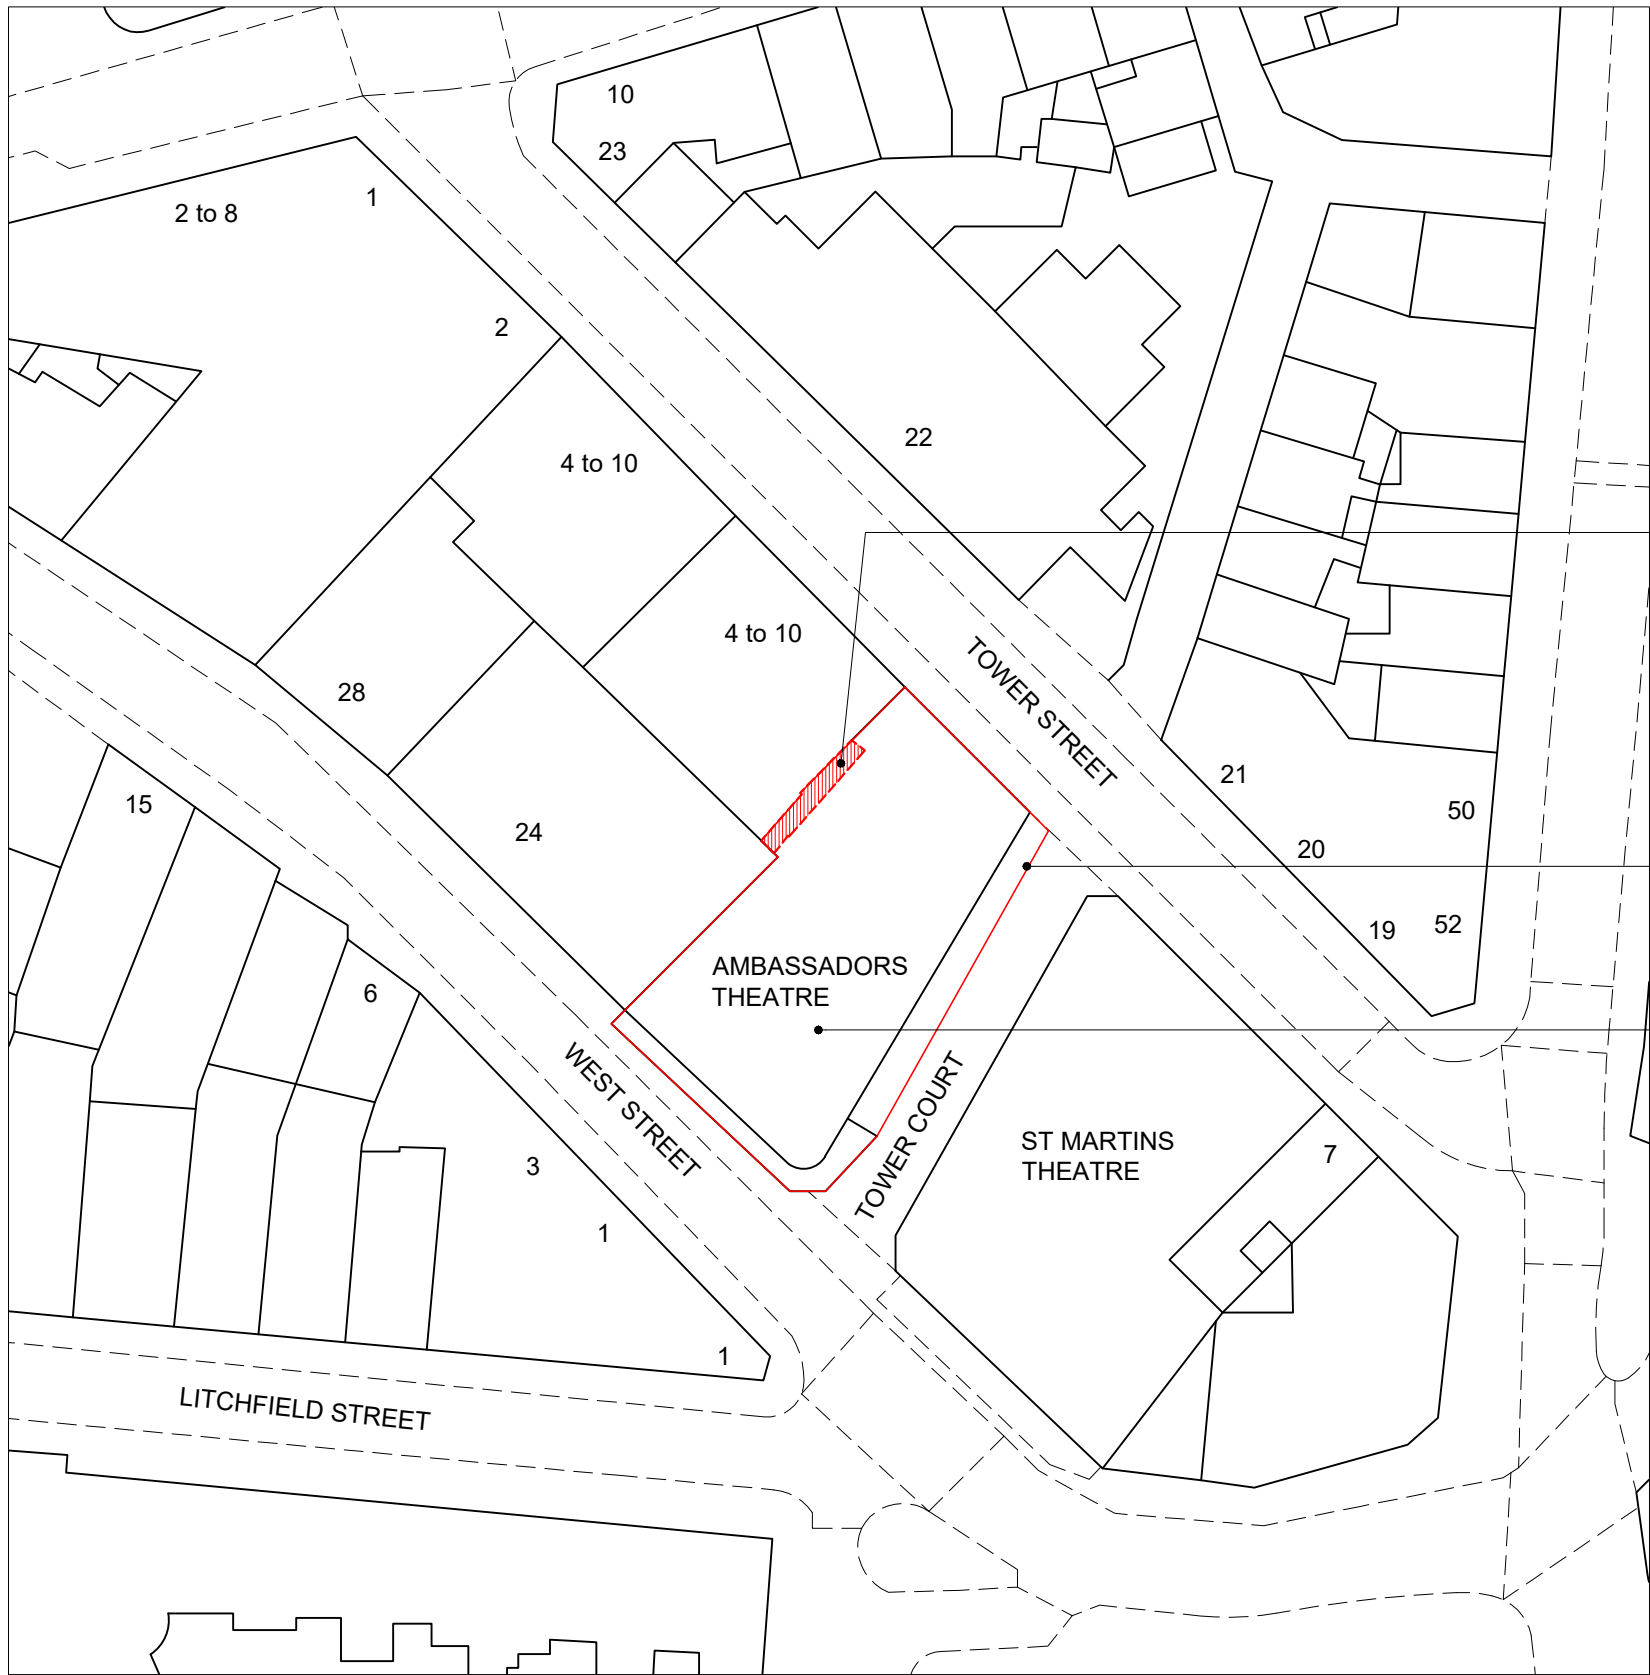 10
23
1
2 to 8
2
22
4 to 10
4 to 10
TOWER STREET
28
21
15
50
24
20
19
52
AMBASSADORS
THEATRE
6
WEST STREET
TOWER COURT
ST MARTINS
THEATRE
7
3
1
1
LITCHFIELD STREET